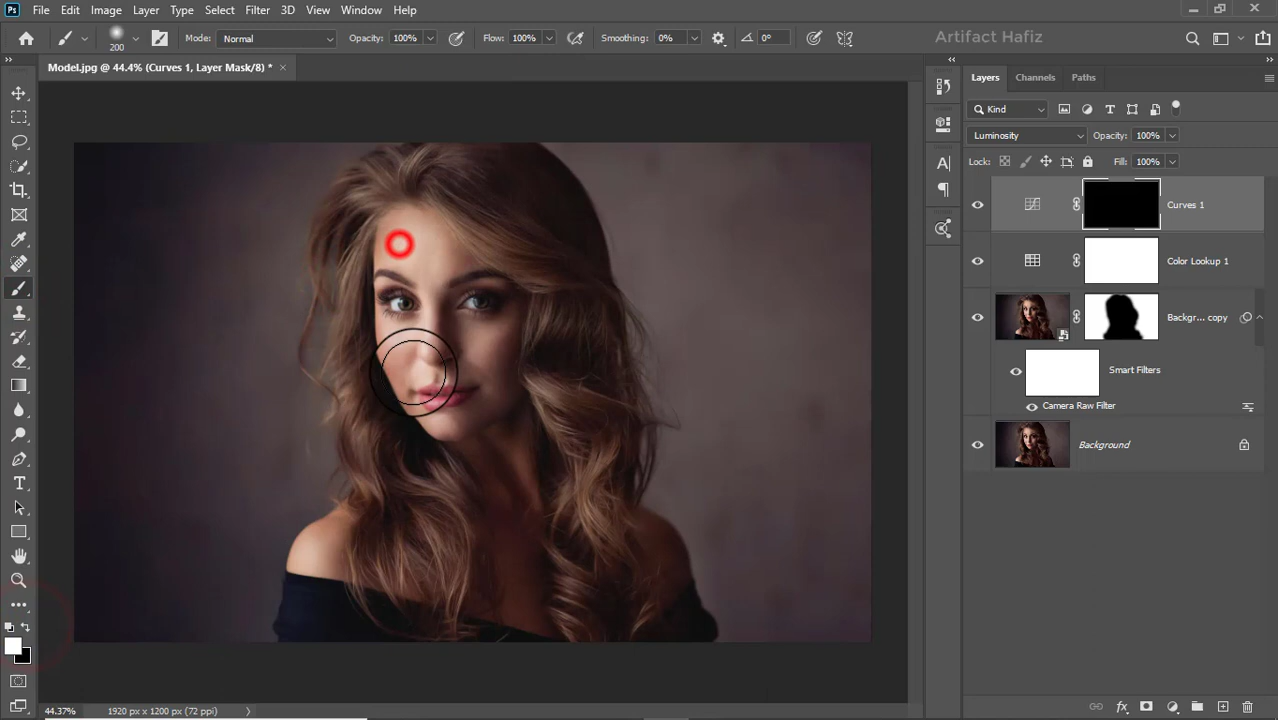 Ps File Edit Image Layer Type Select Filter 3D View Window Help
200 Mode: Normal Opacity: 100% Flow: 100% Smoothing: 0% 0° Artifact Hafiz
Model.jpg @ 44.4% (Curves 1, Layer Mask/8) *
Layers Channels Paths
Kind
Luminosity Opacity: 100%
Lock: Fill: 100%
Curves 1
Color Lookup 1
Backgr... copy
Smart Filters
Camera Raw Filter
Background
44.37% 1920 px x 1200 px (72 ppi)